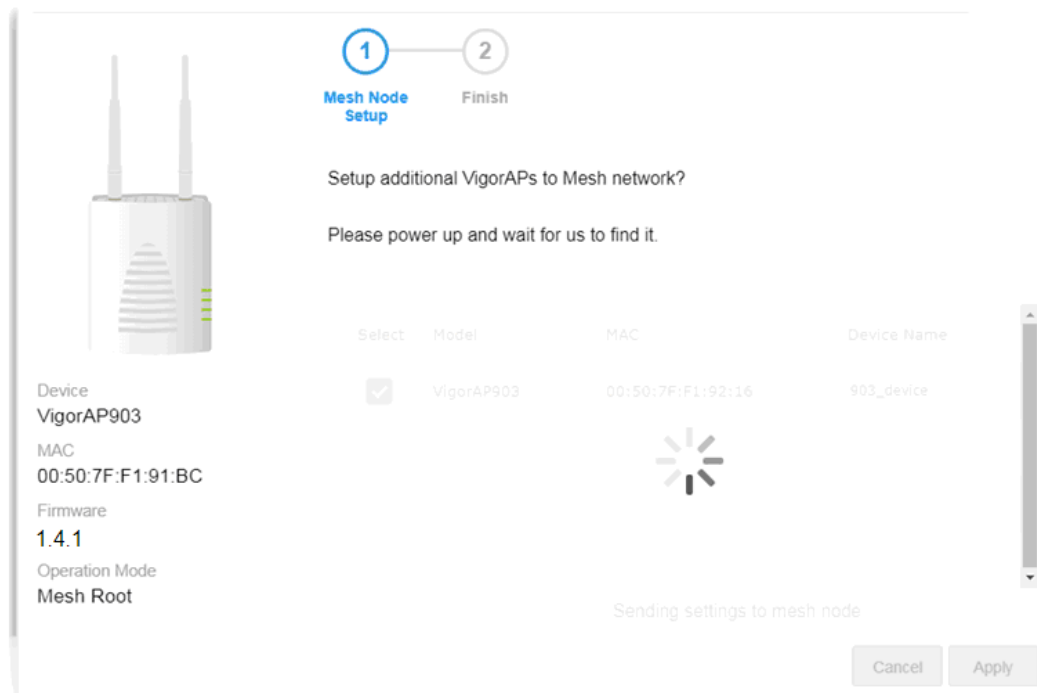 1
2
Mesh Node
Setup
Finish
Setup additional VigorAPs to Mesh network?
Please power up and wait for us to find it.
Select Model MAC Device Name
VigorAP903 00:50:7F:F1:92:16 903_device
Device
VigorAP903
MAC
00:50:7F:F1:91:BC
Firmware
1.4.1
Operation Mode
Mesh Root
Sending settings to mesh node
Cancel Apply